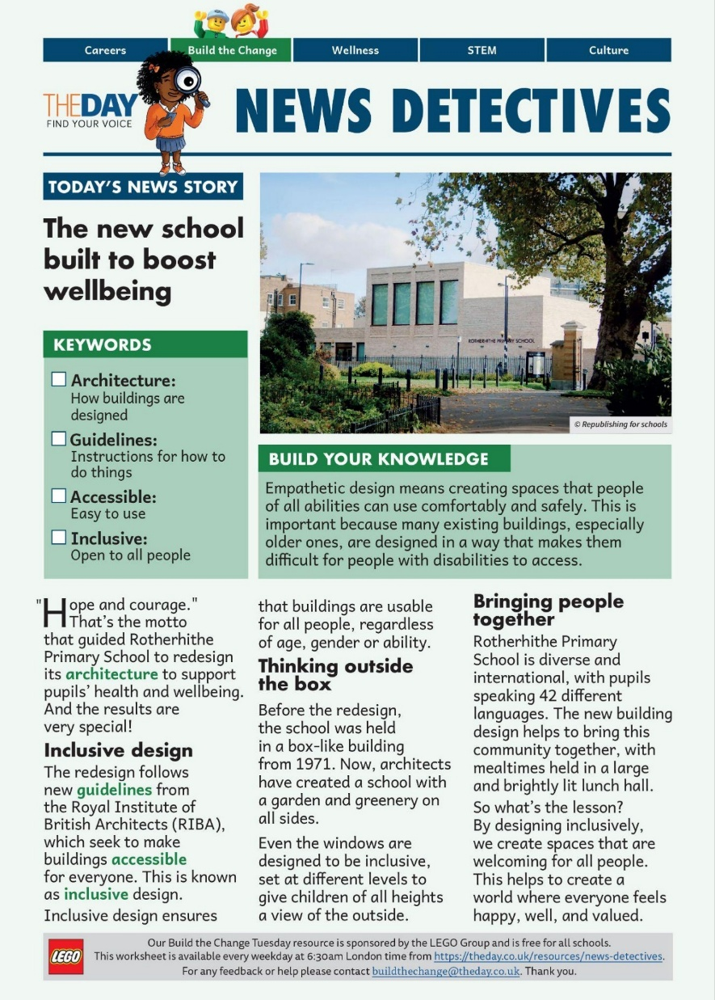 Careers
Build the Change
Wellness
STEM
Culture
THEDAY
FIND YOUR VOICE
NEWS DETECTIVES
TODAY'S NEWS STORY
The new school
built to boost
wellbeing
ROTHERHITHE PRIMARY SCHOOL
© Republishing for schools
KEYWORDS
Architecture:
How buildings are
designed
Guidelines:
Instructions for how to
do things
Accessible:
Easy to use
Inclusive:
Open to all people
BUILD YOUR KNOWLEDGE
Empathetic design means creating spaces that people
of all abilities can use comfortably and safely. This is
important because many existing buildings, especially
older ones, are designed in a way that makes them
difficult for people with disabilities to access.
"Hope and courage."
That's the motto
that guided Rotherhithe
Primary School to redesign
its architecture to support
pupils' health and wellbeing.
And the results are
very special!
Inclusive design
The redesign follows
new guidelines from
the Royal Institute of
British Architects (RIBA),
which seek to make
buildings accessible
for everyone. This is known
as inclusive design.
Inclusive design ensures
that buildings are usable
for all people, regardless
of age, gender or ability.
Thinking outside
the box
Before the redesign,
the school was held
in a box-like building
from 1971. Now, architects
have created a school with
a garden and greenery on
all sides.
Even the windows are
designed to be inclusive,
set at different levels to
give children of all heights
a view of the outside.
Bringing people
together
Rotherhithe Primary
School is diverse and
international, with pupils
speaking 42 different
languages. The new building
design helps to bring this
community together, with
mealtimes held in a large
and brightly lit lunch hall.
So what's the lesson?
By designing inclusively,
we create spaces that are
welcoming for all people.
This helps to create a
world where everyone feels
happy, well, and valued.
LEGO
Our Build the Change Tuesday resource is sponsored by the LEGO Group and is free for all schools.
This worksheet is available every weekday at 6:30am London time from https://theday.co.uk/resources/news-detectives.
For any feedback or help please contact buildthechange@theday.co.uk. Thank you.